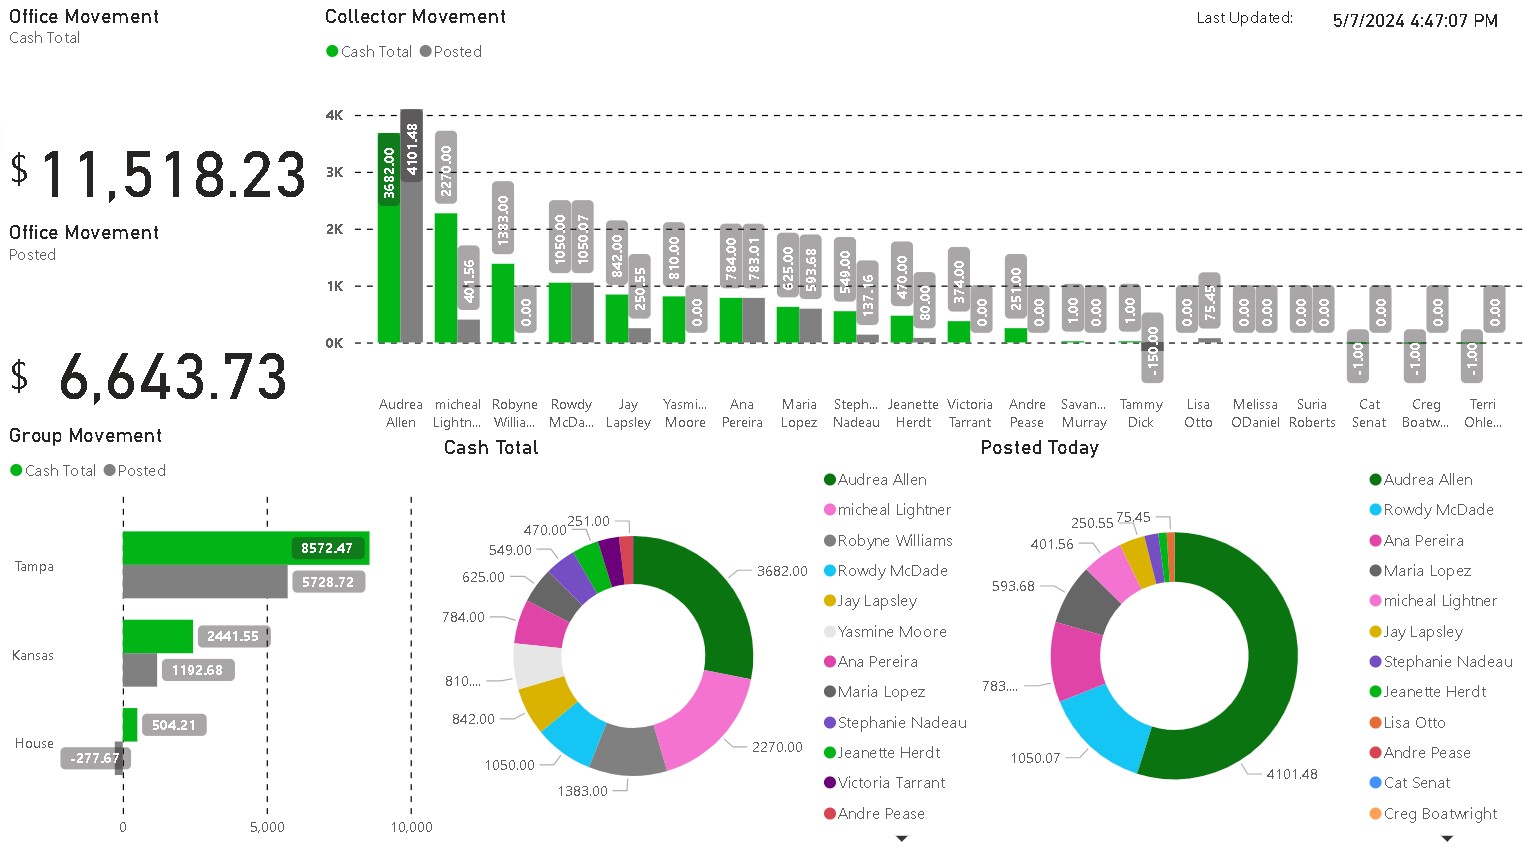 Office Movement
Cash Total
$ 11,518.23
Office Movement
Posted
$ 6,643.73
Collector Movement
Cash Total Posted
Last Updated: 5/7/2024 4:47:07 PM
4K
3K
2K
1K
0K
3682.00
4101.48
2270.00
401.56
1383.00
0.00
1050.00
1050.07
842.00
250.55
810.00
0.00
784.00
783.01
625.00
593.68
549.00
137.16
470.00
80.00
374.00
0.00
251.00
0.00
1.00
0.00
1.00
-150.00
0.00
75.45
0.00
0.00
0.00
0.00
-1.00
0.00
-1.00
0.00
-1.00
0.00
Audrea Allen
micheal Lightn...
Robyne Willia...
Rowdy McDa...
Jay Lapsley
Yasmi... Moore
Ana Pereira
Maria Lopez
Steph... Nadeau
Jeanette Herdt
Victoria Tarrant
Andre Pease
Savan... Murray
Tammy Dick
Lisa Otto
Melissa ODaniel
Suria Roberts
Cat Senat
Creg Boatw...
Terri Ohle...
Group Movement
Cash Total Posted
Tampa
8572.47
5728.72
Kansas
2441.55
1192.68
House
504.21
-277.67
0
5,000
10,000
Cash Total
3682.00
2270.00
1383.00
1050.00
842.00
810....
784.00
625.00
549.00
470.00
251.00
Audrea Allen
micheal Lightner
Robyne Williams
Rowdy McDade
Jay Lapsley
Yasmine Moore
Ana Pereira
Maria Lopez
Stephanie Nadeau
Jeanette Herdt
Victoria Tarrant
Andre Pease
Posted Today
4101.48
1050.07
783....
593.68
401.56
250.55
75.45
Audrea Allen
Rowdy McDade
Ana Pereira
Maria Lopez
micheal Lightner
Jay Lapsley
Stephanie Nadeau
Jeanette Herdt
Lisa Otto
Andre Pease
Cat Senat
Creg Boatwright